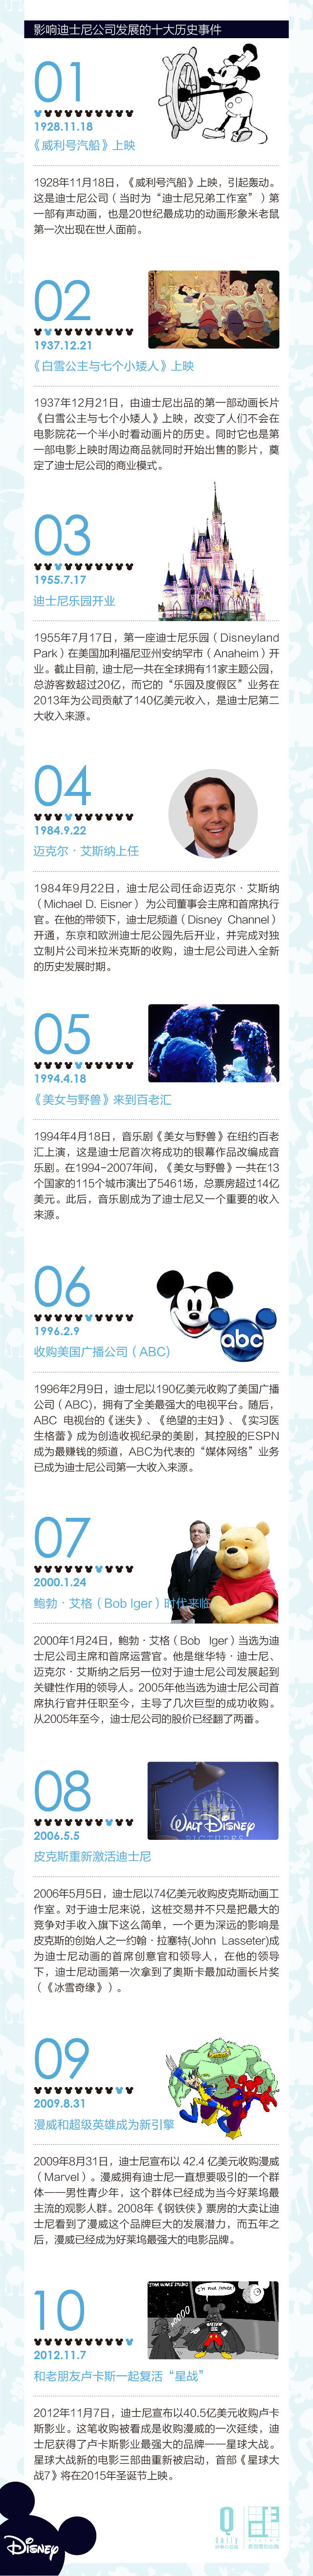 影响迪士尼公司发展的十大历史事件
01
1928.11.18
《威利号汽船》上映
1928年11月18日，《威利号汽船》上映，引起轰动。
这是迪士尼公司（当时为“迪士尼兄弟工作室”）第
一部有声动画，也是20世纪最成功的动画形象米老鼠
第一次出现在世人面前。
02
1937.12.21
《白雪公主与七个小矮人》上映
1937年12月21日，由迪士尼出品的第一部动画长片
《白雪公主与七个小矮人》上映，改变了人们不会在
电影院花一个半小时看动画片的历史。同时它也是第
一部电影上映时周边商品就同时开始出售的影片，奠
定了迪士尼公司的商业模式。
03
1955.7.17
迪士尼乐园开业
1955年7月17日，第一座迪士尼乐园（Disneyland
Park）在美国加利福尼亚州安纳罕市（Anaheim）开
业。截止目前, 迪士尼一共在全球拥有11家主题公园，
总游客数超过20亿，而它的“乐园及度假区”业务在
2013年为公司贡献了140亿美元收入，是迪士尼第二
大收入来源。
04
1984.9.22
迈克尔·艾斯纳上任
1984年9月22日，迪士尼公司任命迈克尔·艾斯纳
（Michael D. Eisner） 为公司董事会主席和首席执行
官。在他的带领下，迪士尼频道（Disney Channel）
开通，东京和欧洲迪士尼公园先后开业，并完成对独
立制片公司米拉米克斯的收购，迪士尼公司进入全新
的历史发展时期。
05
1994.4.18
《美女与野兽》来到百老汇
1994年4月18日，音乐剧《美女与野兽》在纽约百老
汇上演，这是迪士尼首次将成功的银幕作品改编成音
乐剧。在1994-2007年间，《美女与野兽》一共在13
个国家的115个城市演出了5461场，总票房超过14亿
美元。此后，音乐剧成为了迪士尼又一个重要的收入
来源。
06
abc
1996.2.9
收购美国广播公司（ABC)
1996年2月9日，迪士尼以190亿美元收购了美国广播
公司（ABC)，拥有了全美最强大的电视平台。随后，
ABC 电视台的《迷失》、《绝望的主妇》、《实习医
生格蕾》成为创造收视纪录的美剧，其控股的ESPN
成为最赚钱的频道，ABC为代表的“媒体网络”业务
已成为迪士尼公司第一大收入来源。
07
2000.1.24
鲍勃·艾格（Bob Iger）时代来临
2000年1月24日，鲍勃·艾格（Bob Iger）当选为迪
士尼公司主席和首席运营官。他是继华特·迪士尼、
迈克尔·艾斯纳之后另一位对于迪士尼公司发展起到
关键性作用的领导人。2005年他当选为迪士尼公司首
席执行官并任职至今，主导了几次巨型的成功收购。
从2005年至今，迪士尼公司的股价已经翻了两番。
08
WALT DISNEY
PICTURES
2006.5.5
皮克斯重新激活迪士尼
2006年5月5日，迪士尼以74亿美元收购皮克斯动画工
作室。对于迪士尼来说，这桩交易并不只是把最大的
竞争对手收入旗下这么简单，一个更为深远的影响是
皮克斯的创始人之一约翰·拉塞特(John Lasseter)成
为迪士尼动画的首席创意官和领导人，在他的领导
下，迪士尼动画第一次拿到了奥斯卡最加动画长片奖
（《冰雪奇缘》）。
09
2009.8.31
漫威和超级英雄成为新引擎
2009年8月31日，迪士尼宣布以 42.4 亿美元收购漫威
（Marvel）。漫威拥有迪士尼一直想要吸引的一个群
体——男性青少年，这个群体已经成为当今好莱坞最
主流的观影人群。2008年《钢铁侠》票房的大卖让迪
士尼看到了漫威这个品牌巨大的发展潜力，而五年之
后，漫威已经成为好莱坞最强大的电影品牌。
10
STAR WARS STUDIO
I'M YOUR FATHER!
2012.11.7
和老朋友卢卡斯一起复活“星战”
2012年11月7日，迪士尼宣布以40.5亿美元收购卢卡
斯影业。这笔收购被看成是收购漫威的一次延续，迪
士尼获得了卢卡斯影业最强大的品牌——星球大战。
星球大战新的电影三部曲重新被启动，首部《星球大
战7》将在2015年圣诞节上映。
Disney
Q
Daily